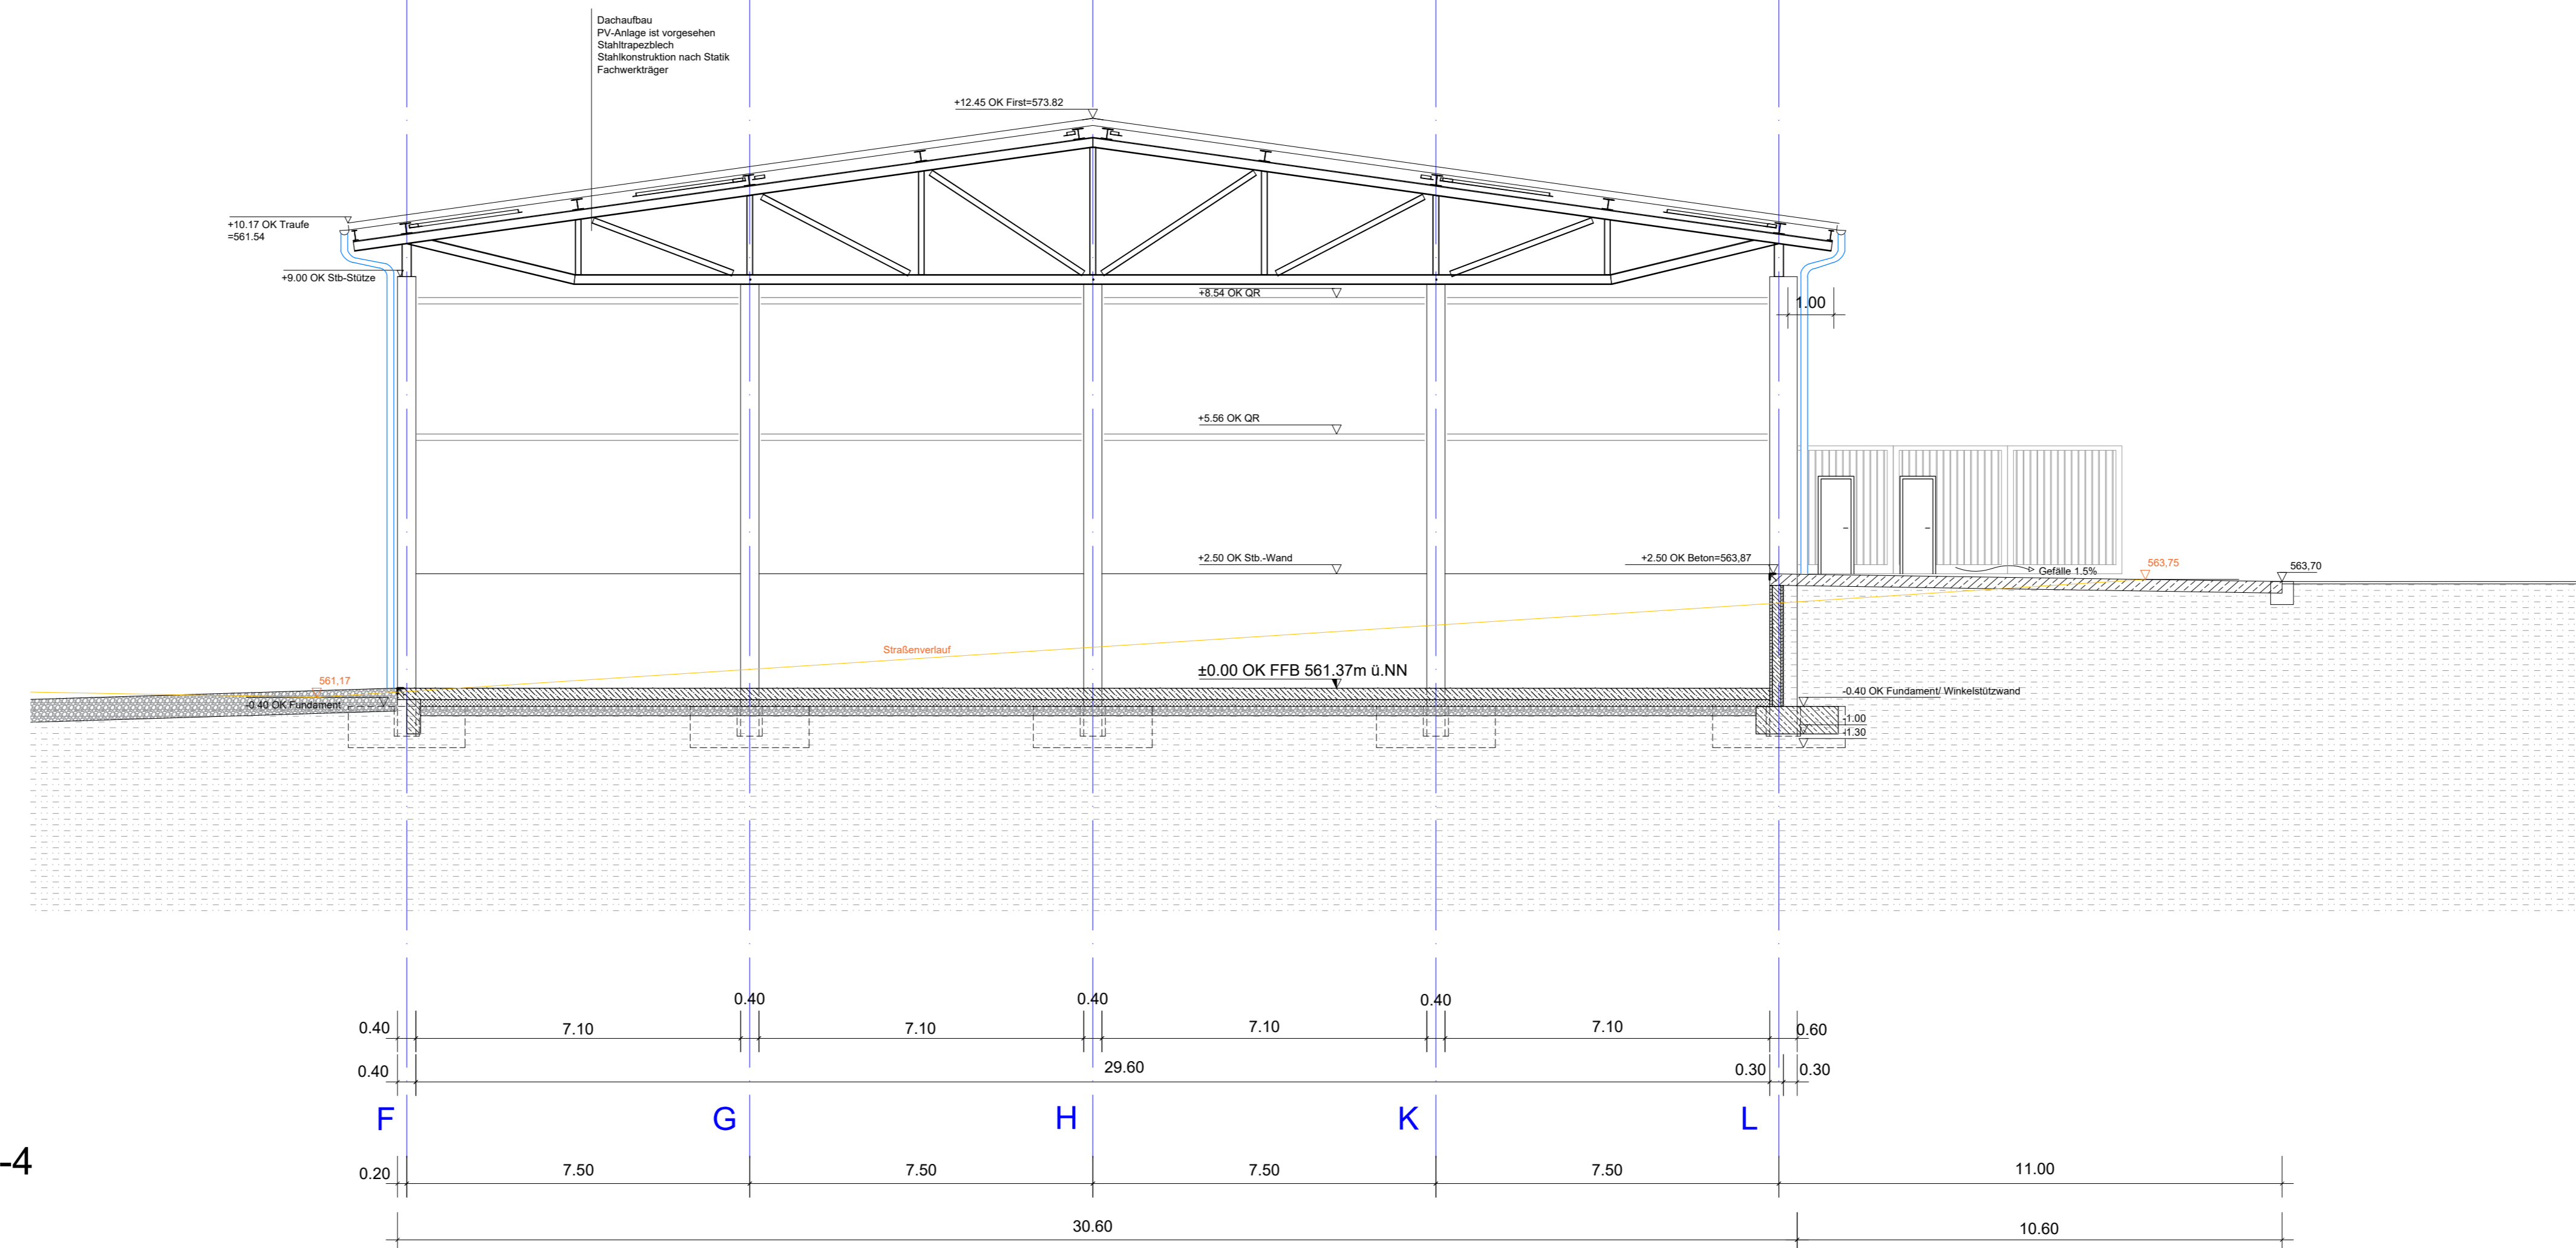 Dachaufbau
PV-Anlage ist vorgesehen
Stahltrapezblech
Stahlkonstruktion nach Statik
Fachwerkträger
+12.45 OK First=573.82
+10.17 OK Traufe
=561.54
+9.00 OK Stb-Stütze
+8.54 OK QR
1.00
+5.56 OK QR
+2.50 OK Stb.-Wand
+2.50 OK Beton=563,87
Gefälle 1.5%
563,75
563,70
Straßenverlauf
±0.00 OK FFB 561.37m ü.NN
561,17
-0.40 OK Fundament
-0.40 OK Fundament/ Winkelstützwand
-1.00
-1.30
0.40 0.40 0.40
0.40 7.10 7.10 7.10 7.10 0.60
0.40 29.60 0.30 0.30
F G H K L
-4
0.20 7.50 7.50 7.50 7.50 11.00
30.60 10.60